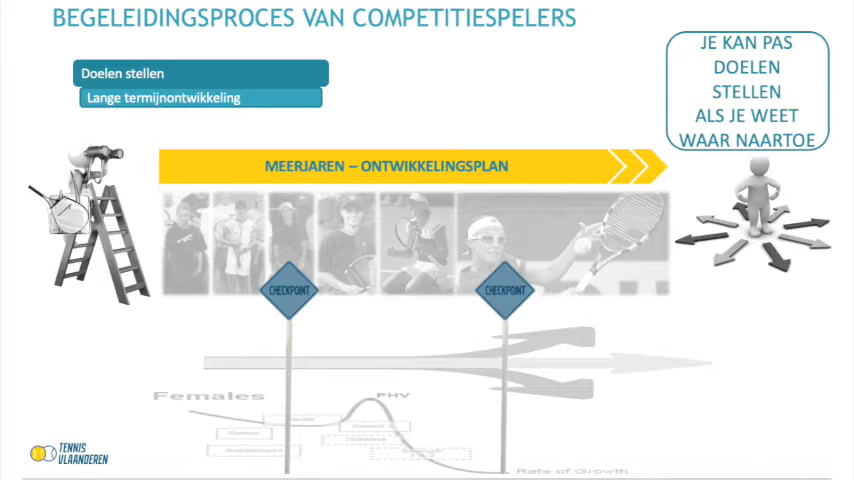 BEGELEIDINGSPROCES VAN COMPETITIESPELERS
JE KAN PAS
DOELEN
STELLEN
ALS JE WEET
WAAR NAARTOE
Doelen stellen
Lange termijnontwikkeling
MEERJAREN – ONTWIKKELINGSPLAN
CHECKPOINT
CHECKPOINT
Females
PHV
Rate of Growth
TENNIS
VLAANDEREN